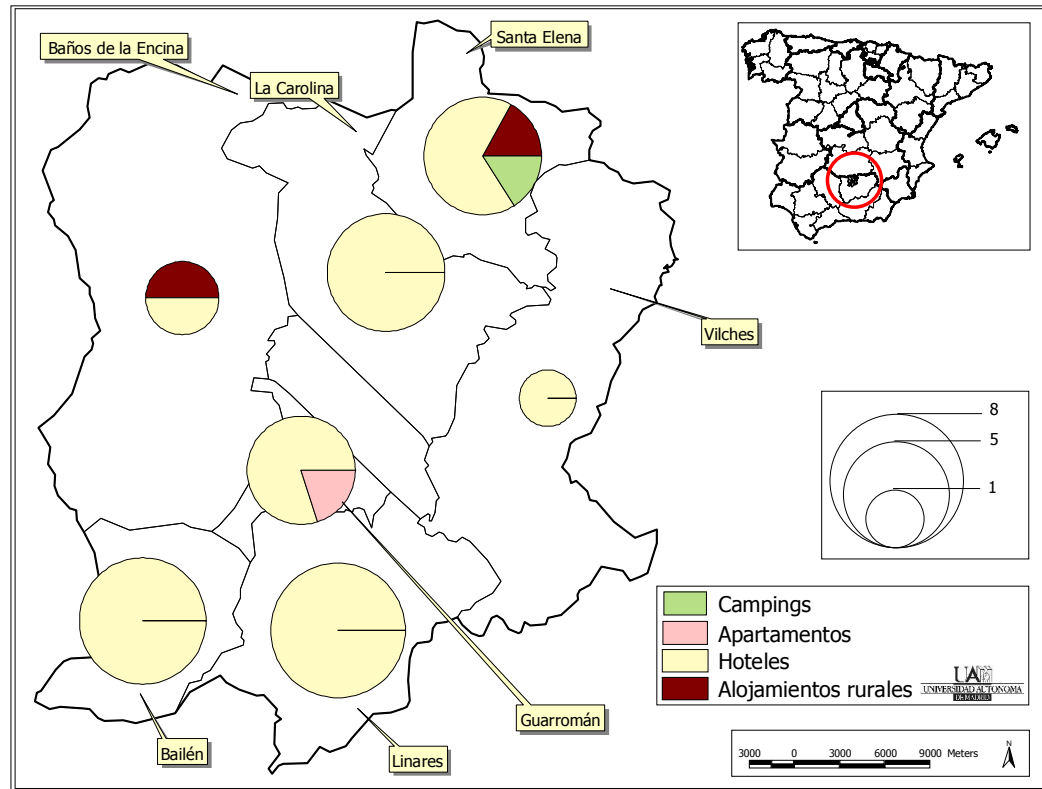 Santa Elena
Baños de la Encina
La Carolina
Vilches
8
5
1
Campings
Apartamentos
Hoteles
Alojamientos rurales
UA
UNIVERSIDAD AUTONOMA
DE MADRID
Guarromán
Bailén
Linares
3000 0 3000 6000 9000 Meters
N